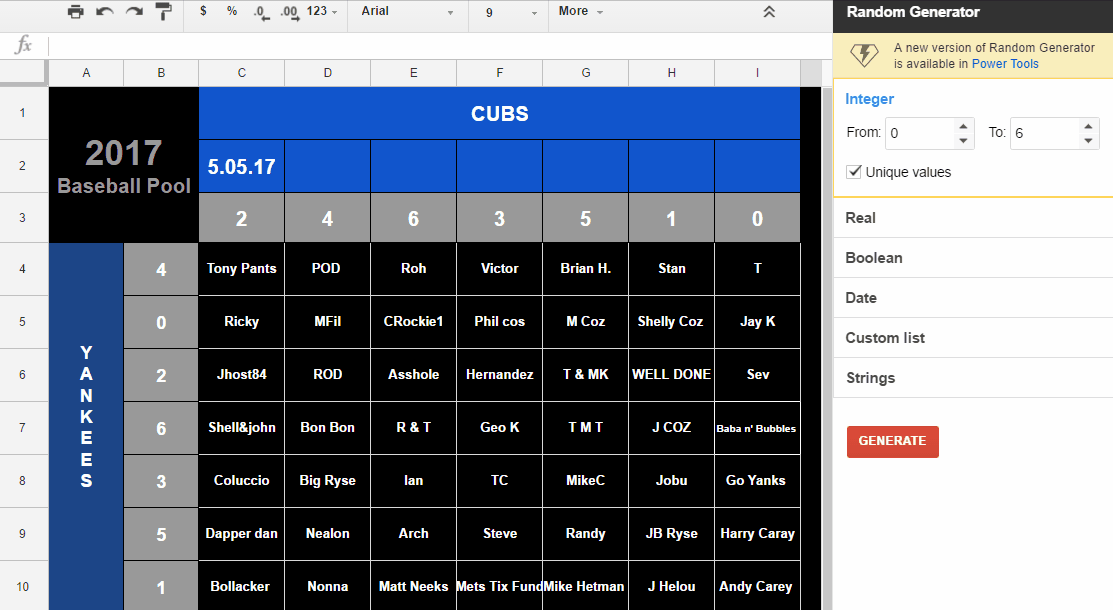 $ % .0 .00 123 Arial 9 More
fx
A B C D E F G H I
1 2017 Baseball Pool CUBS
2 5.05.17
3 2 4 6 3 5 1 0
4 YANKEES 4 Tony Pants POD Roh Victor Brian H. Stan T
5 0 Ricky MFil CRockie1 Phil cos M Coz Shelly Coz Jay K
6 2 Jhost84 ROD Asshole Hernandez T & MK WELL DONE Sev
7 6 Shell&john Bon Bon R & T Geo K T M T J COZ Baba n' Bubbles
8 3 Coluccio Big Ryse Ian TC MikeC Jobu Go Yanks
9 5 Dapper dan Nealon Arch Steve Randy JB Ryse Harry Caray
10 1 Bollacker Nonna Matt Neeks Mets Tix Fund Mike Hetman J Helou Andy Carey
Random Generator
A new version of Random Generator
is available in Power Tools
Integer
From: 0 To: 6
Unique values
Real
Boolean
Date
Custom list
Strings
GENERATE